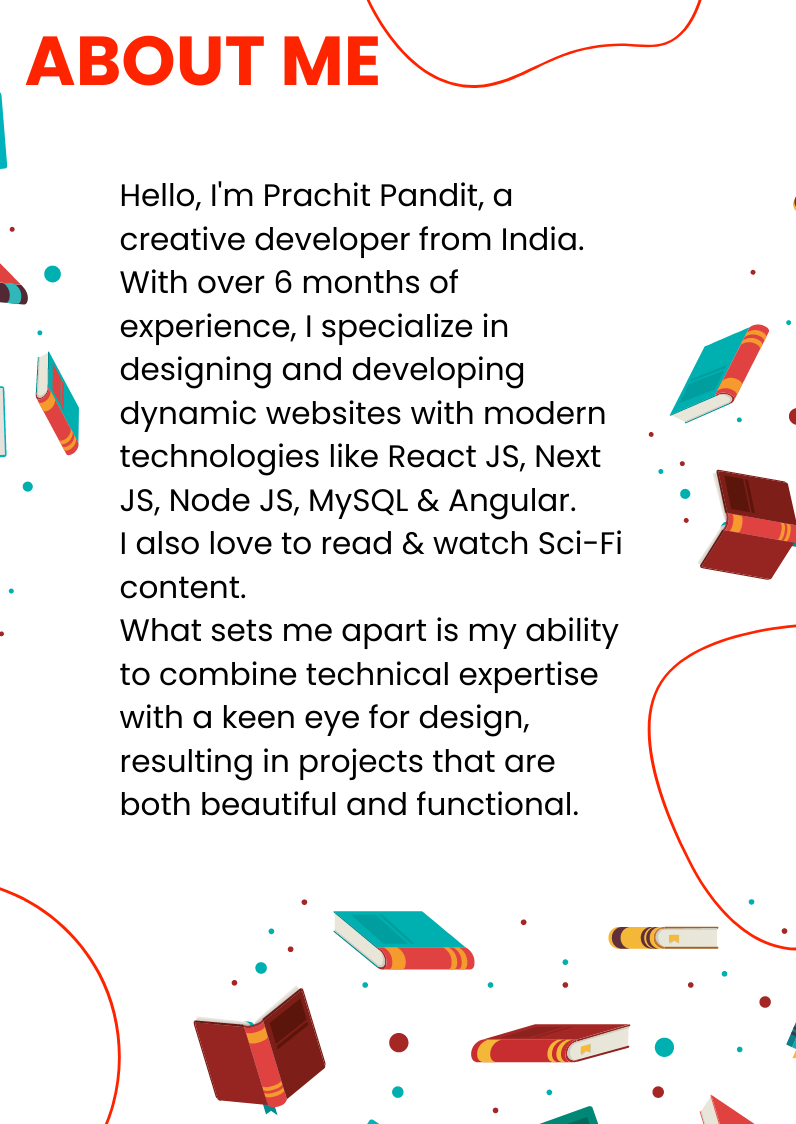 ABOUT ME
Hello, I'm Prachit Pandit, a
creative developer from India.
With over 6 months of
experience, I specialize in
designing and developing
dynamic websites with modern
technologies like React JS, Next
JS, Node JS, MySQL & Angular.
I also love to read & watch Sci-Fi
content.
What sets me apart is my ability
to combine technical expertise
with a keen eye for design,
resulting in projects that are
both beautiful and functional.